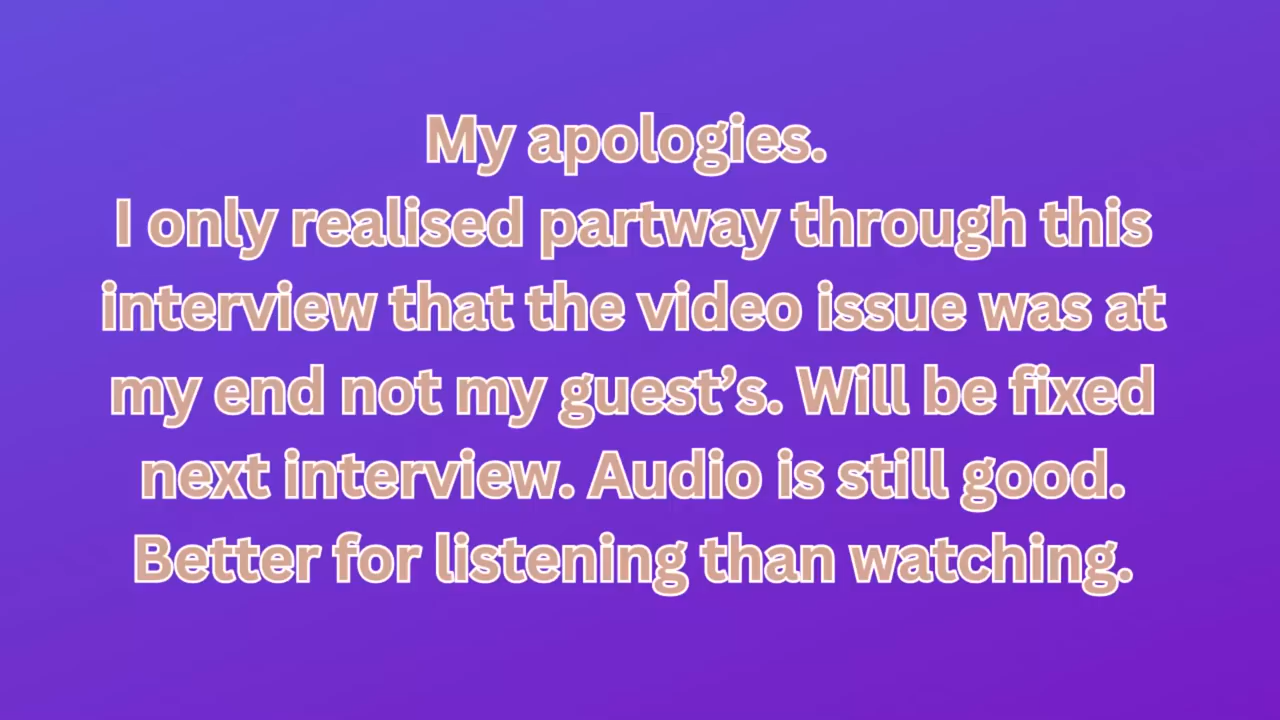 My apologies.
I only realised partway through this
interview that the video issue was at
my end not my guest’s. Will be fixed
next interview. Audio is still good.
Better for listening than watching.